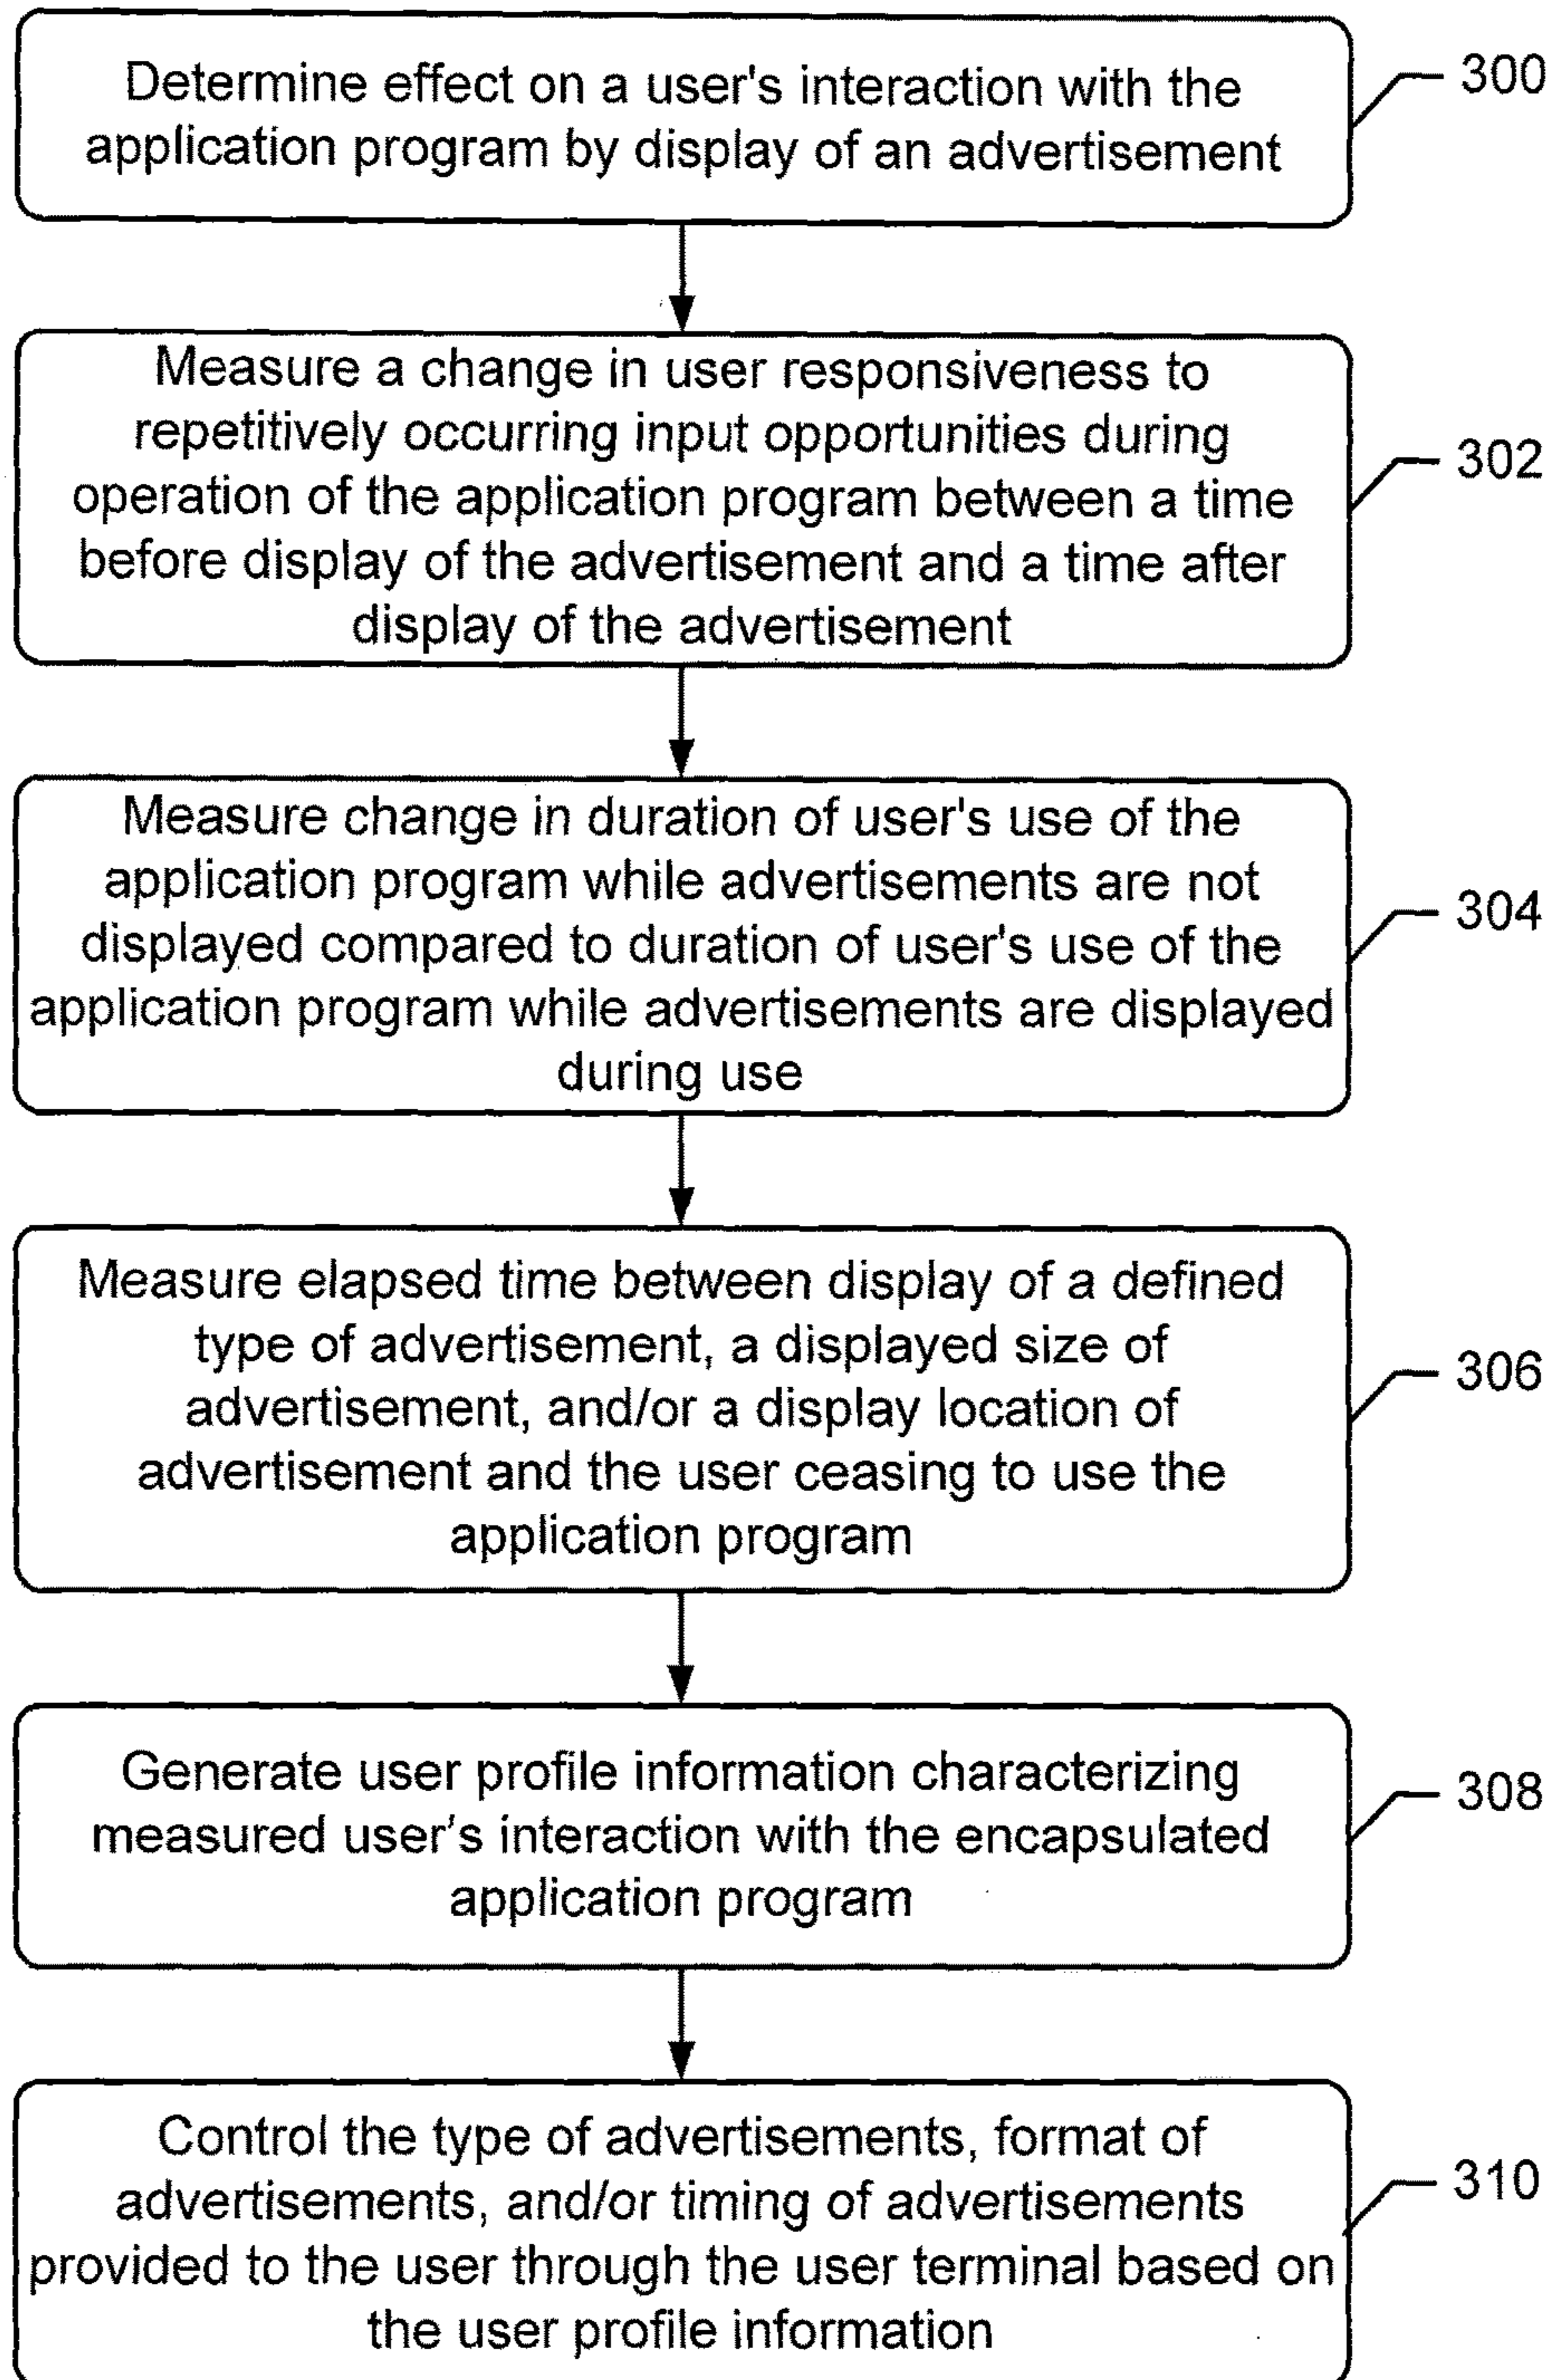 Determine effect on a user's interaction with the
application program by display of an advertisement
300
Measure a change in user responsiveness to
repetitively occurring input opportunities during
operation of the application program between a time
before display of the advertisement and a time after
display of the advertisement
302
Measure change in duration of user's use of the
application program while advertisements are not
displayed compared to duration of user's use of the
application program while advertisements are displayed
during use
304
Measure elapsed time between display of a defined
type of advertisement, a displayed size of
advertisement, and/or a display location of
advertisement and the user ceasing to use the
application program
306
Generate user profile information characterizing
measured user's interaction with the encapsulated
application program
308
Control the type of advertisements, format of
advertisements, and/or timing of advertisements
provided to the user through the user terminal based on
the user profile information
310